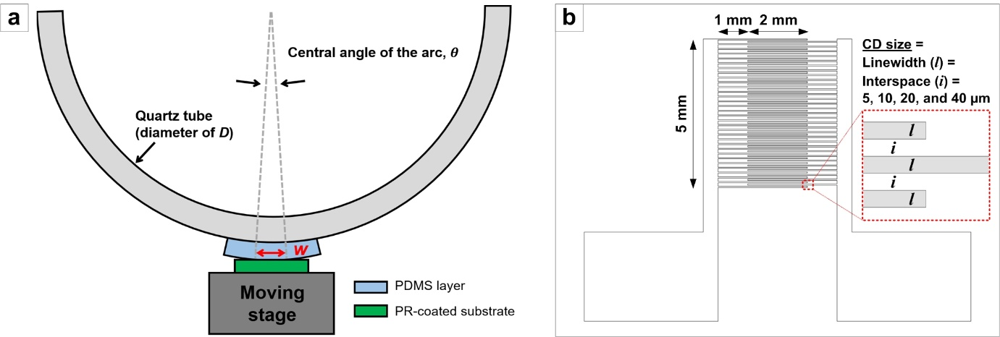 a
Central angle of the arc, θ
Quartz tube
(diameter of D)
W
Moving
stage
PDMS layer
PR-coated substrate
b
1 mm 2 mm
5 mm
CD size =
Linewidth (l) =
Interspace (i) =
5, 10, 20, and 40 μm
l
i
l
i
l